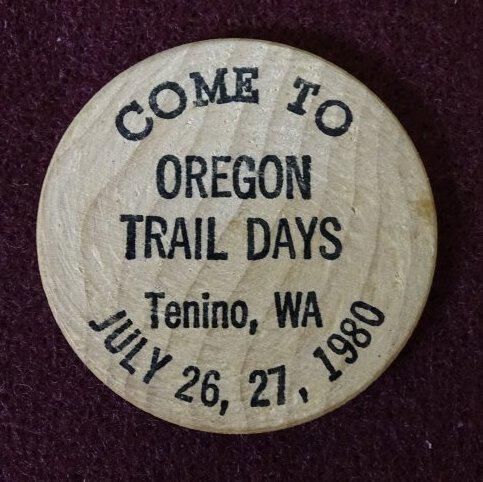 COME TO
OREGON
TRAIL DAYS
Tenino, WA
JULY 26, 27, 1980